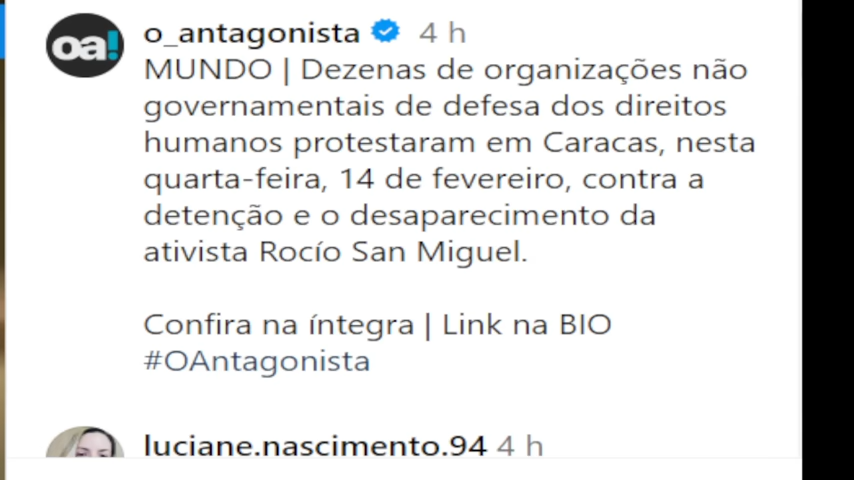 oa!
o_antagonista 4 h
MUNDO | Dezenas de organizações não
governamentais de defesa dos direitos
humanos protestaram em Caracas, nesta
quarta-feira, 14 de fevereiro, contra a
detenção e o desaparecimento da
ativista Rocío San Miguel.
Confira na íntegra | Link na BIO
#OAntagonista
luciane.nascimento.94 4 h